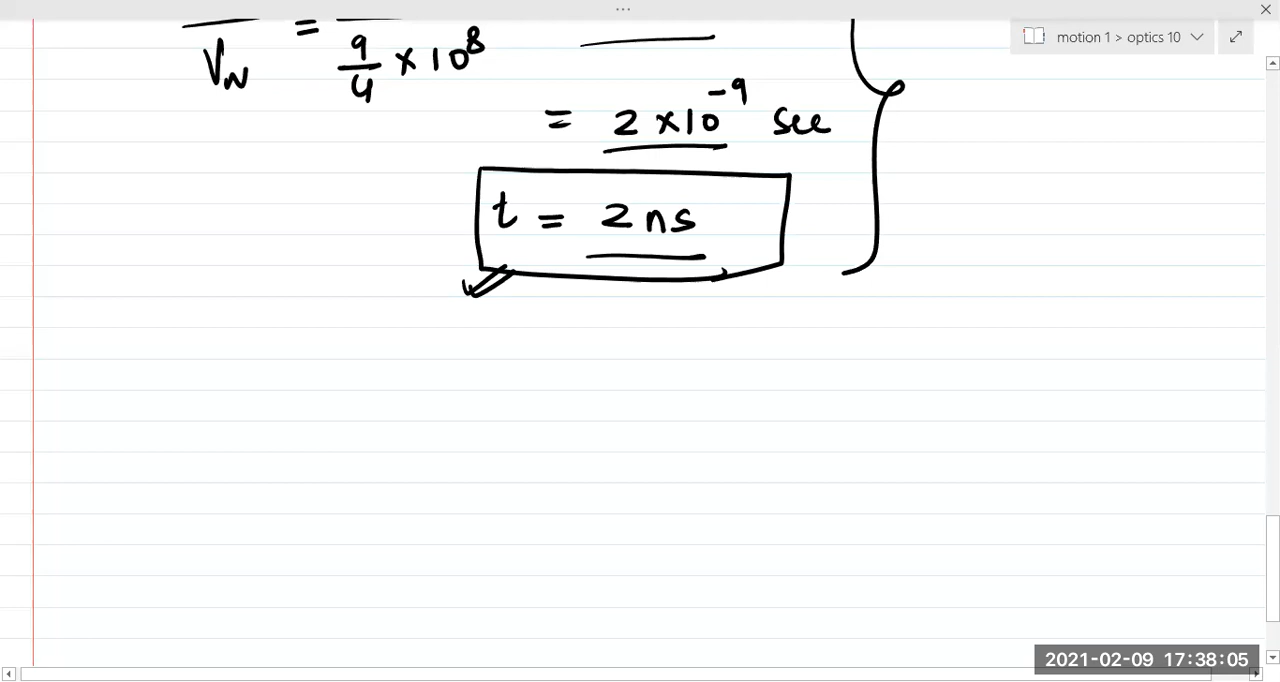 ...
motion 1 > optics 10
/ V_w = / 9/4 × 10^8
= 2 × 10^-9 sec
t = 2 ns
2021-02-09 17:38:05